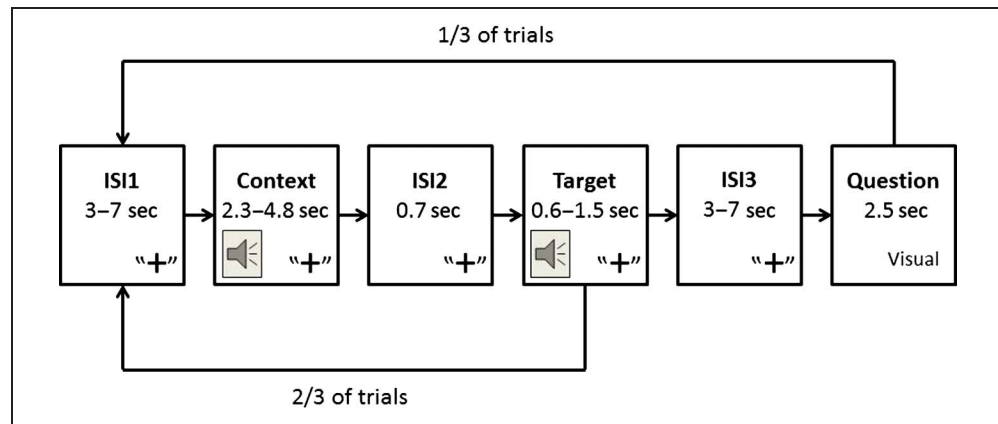 1/3 of trials
ISI1
3–7 sec
"+"
Context
2.3–4.8 sec
"+"
ISI2
0.7 sec
"+"
Target
0.6–1.5 sec
"+"
ISI3
3–7 sec
"+"
Question
2.5 sec
Visual
2/3 of trials